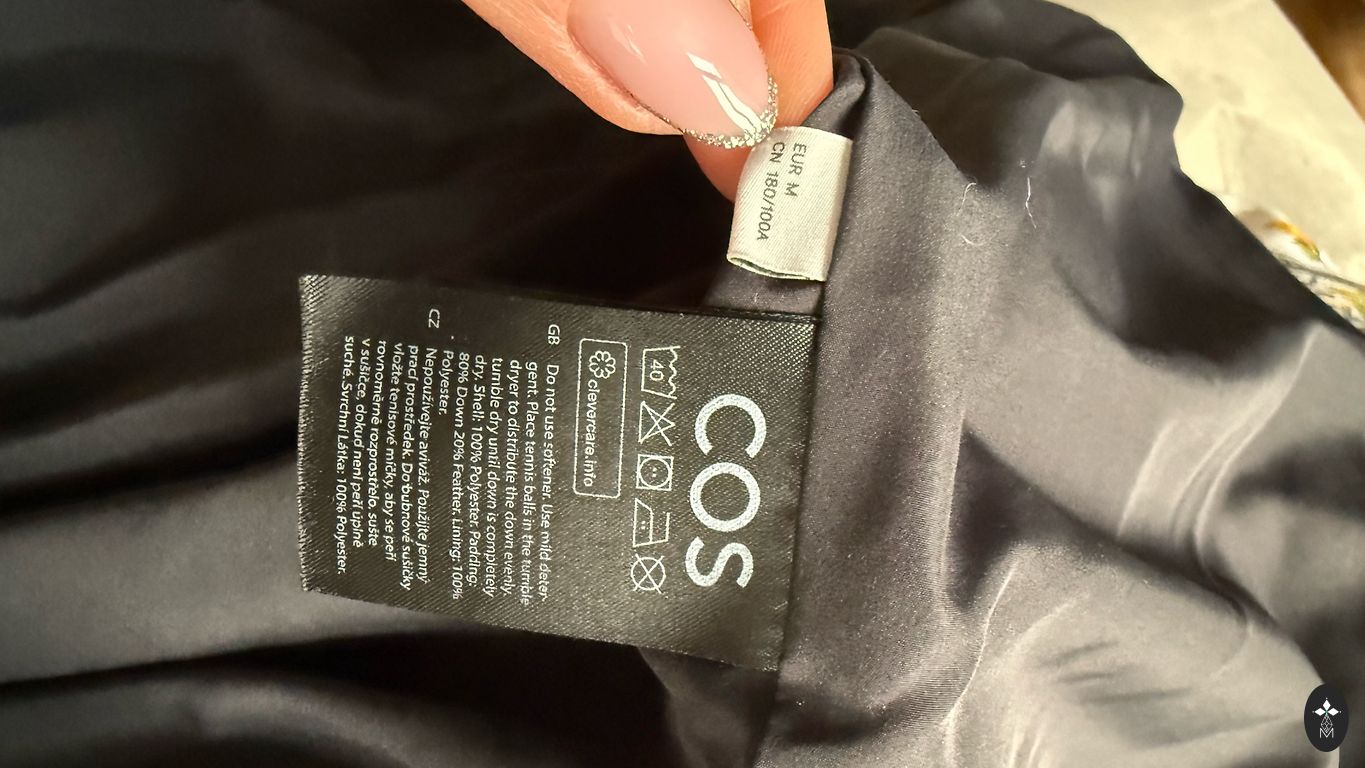 EUR M
CN 180/100A
COS
40
clevercare.info
GB Do not use softener. Use mild deter-
gent. Place tennis balls in the tumble
dryer to distribute the down evenly
tumble dry until down is completely
dry. Shell: 100% Polyester. Padding:
80% Down 20% Feather. Lining: 100%
Polyester.
CZ Nepoužívejte aviváž. Použijte jemný
prací prostředek. Do bubnové sušičky
vložte tenisové míčky, aby se peří
rovnoměrně rozprostřelo, sušte
v sušičce, dokud není peří úplně
suché. Svrchní Látka: 100% Polyester.
M